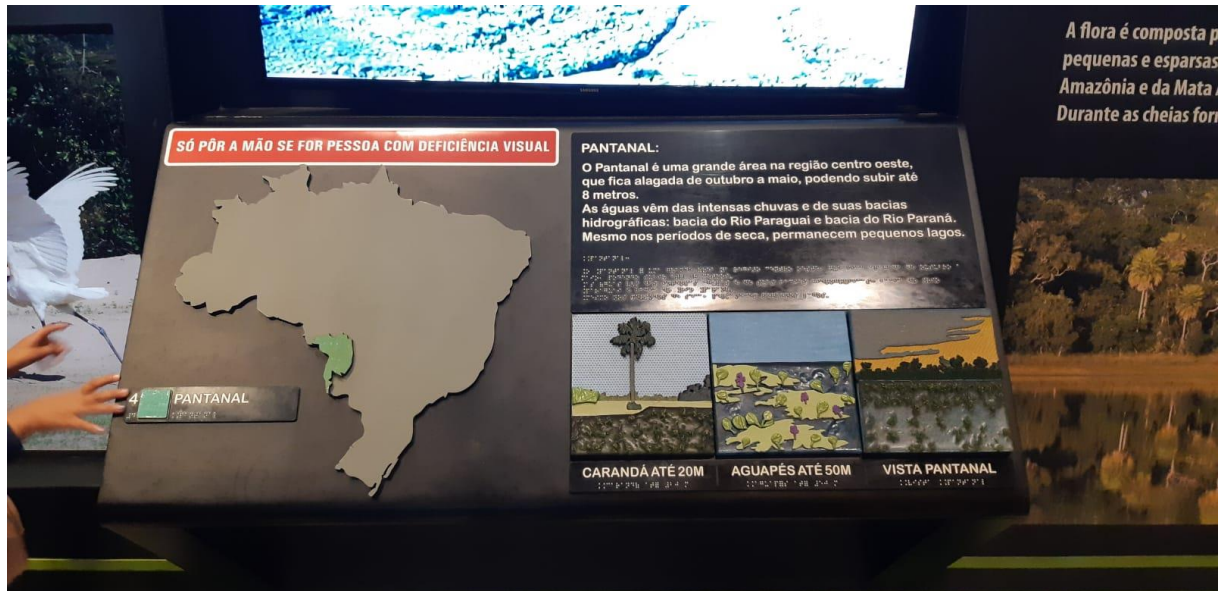 SAMSUNG
A flora é composta p
pequenas e esparsas
Amazônia e da Mata
Durante as cheias for
SÓ PÔR A MÃO SE FOR PESSOA COM DEFICIÊNCIA VISUAL
4 PANTANAL
PANTANAL:
O Pantanal é uma grande área na região centro oeste,
que fica alagada de outubro a maio, podendo subir até
8 metros.
As águas vêm das intensas chuvas e de suas bacias
hidrográficas: bacia do Rio Paraguai e bacia do Rio Paraná.
Mesmo nos períodos de seca, permanecem pequenos lagos.
CARANDÁ ATÉ 20M
AGUAPÉS ATÉ 50M
VISTA PANTANAL